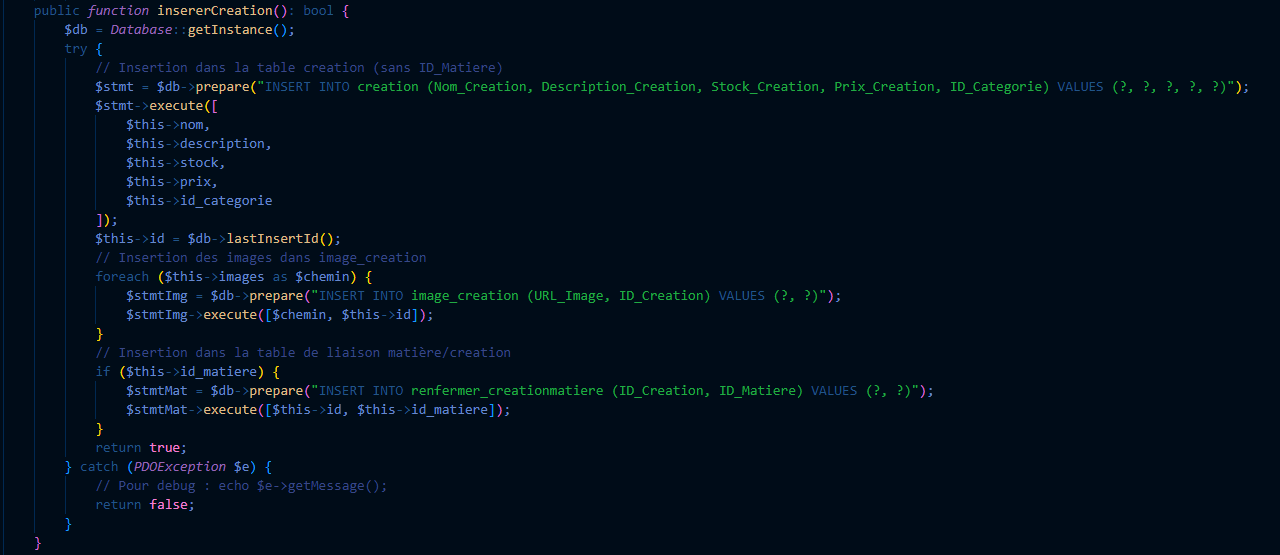 public function insererCreation(): bool {
$db = Database::getInstance();
try {
// Insertion dans la table creation (sans ID_Matiere)
$stmt = $db->prepare("INSERT INTO creation (Nom_Creation, Description_Creation, Stock_Creation, Prix_Creation, ID_Categorie) VALUES (?, ?, ?, ?, ?)");
$stmt->execute([
$this->nom,
$this->description,
$this->stock,
$this->prix,
$this->id_categorie
]);
$this->id = $db->lastInsertId();
// Insertion des images dans image_creation
foreach ($this->images as $chemin) {
$stmtImg = $db->prepare("INSERT INTO image_creation (URL_Image, ID_Creation) VALUES (?, ?)");
$stmtImg->execute([$chemin, $this->id]);
}
// Insertion dans la table de liaison matière/creation
if ($this->id_matiere) {
$stmtMat = $db->prepare("INSERT INTO renfermer_creationmatiere (ID_Creation, ID_Matiere) VALUES (?, ?)");
$stmtMat->execute([$this->id, $this->id_matiere]);
}
return true;
} catch (PDOException $e) {
// Pour debug : echo $e->getMessage();
return false;
}
}